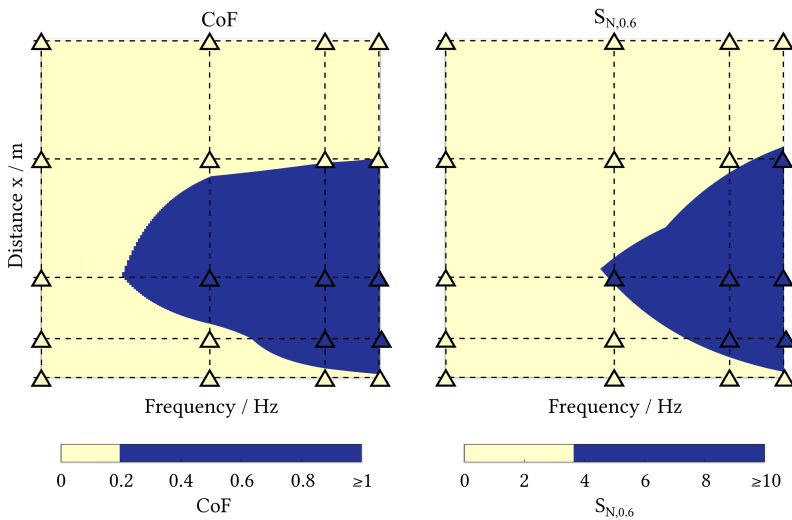 CoF
S_N,0.6
Distance x / m
Frequency / Hz
Frequency / Hz
0 0.2 0.4 0.6 0.8 ≥1
0 2 4 6 8 ≥10
CoF
S_N,0.6